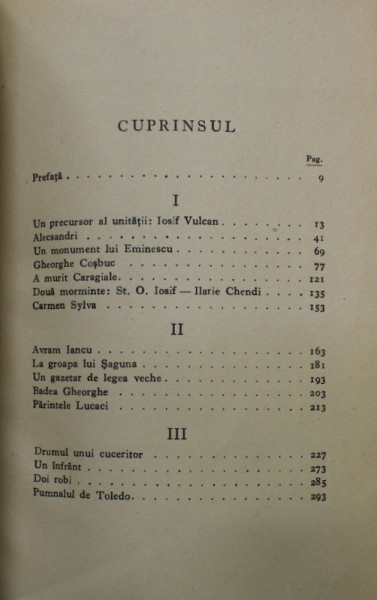 CUPRINSUL
Pag.
Prefață . . . . . . . . . . . . . . . . 9
I
Un precursor al unității: Iosif Vulcan . . . . . . . 13
Alecsandri . . . . . . . . . . . . . . . 41
Un monument lui Eminescu . . . . . . . . . . 69
Gheorghe Coșbuc . . . . . . . . . . . . . 77
A murit Caragiale . . . . . . . . . . . . . 121
Două morminte: St. O. Iosif — Ilarie Chendi . . . . 135
Carmen Sylva . . . . . . . . . . . . . . 153
II
Avram Iancu . . . . . . . . . . . . . . 163
La groapa lui Șaguna . . . . . . . . . . . . 181
Un gazetar de legea veche . . . . . . . . . . 193
Badea Gheorghe . . . . . . . . . . . . . 203
Părintele Lucaci . . . . . . . . . . . . . 213
III
Drumul unui cuceritor . . . . . . . . . . . 227
Un înfrânt . . . . . . . . . . . . . . . 273
Doi robi . . . . . . . . . . . . . . . . 285
Pumnalul de Toledo . . . . . . . . . . . . 293